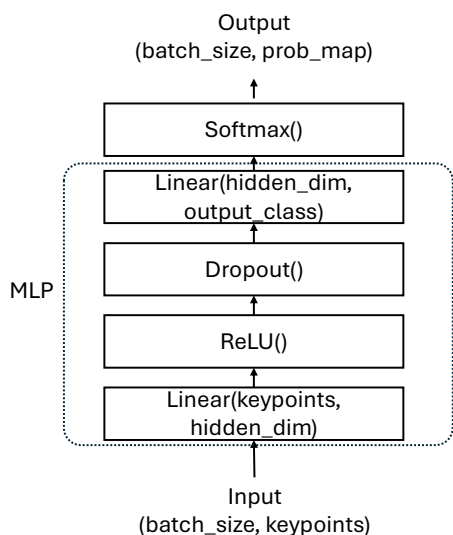 Output
(batch_size, prob_map)
Softmax()
Linear(hidden_dim,
output_class)
Dropout()
MLP
ReLU()
Linear(keypoints,
hidden_dim)
Input
(batch_size, keypoints)